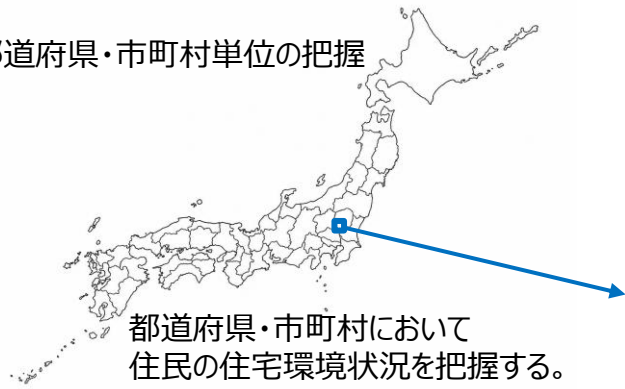 道府県・市町村単位の把握
都道府県・市町村において
住民の住宅環境状況を把握する。